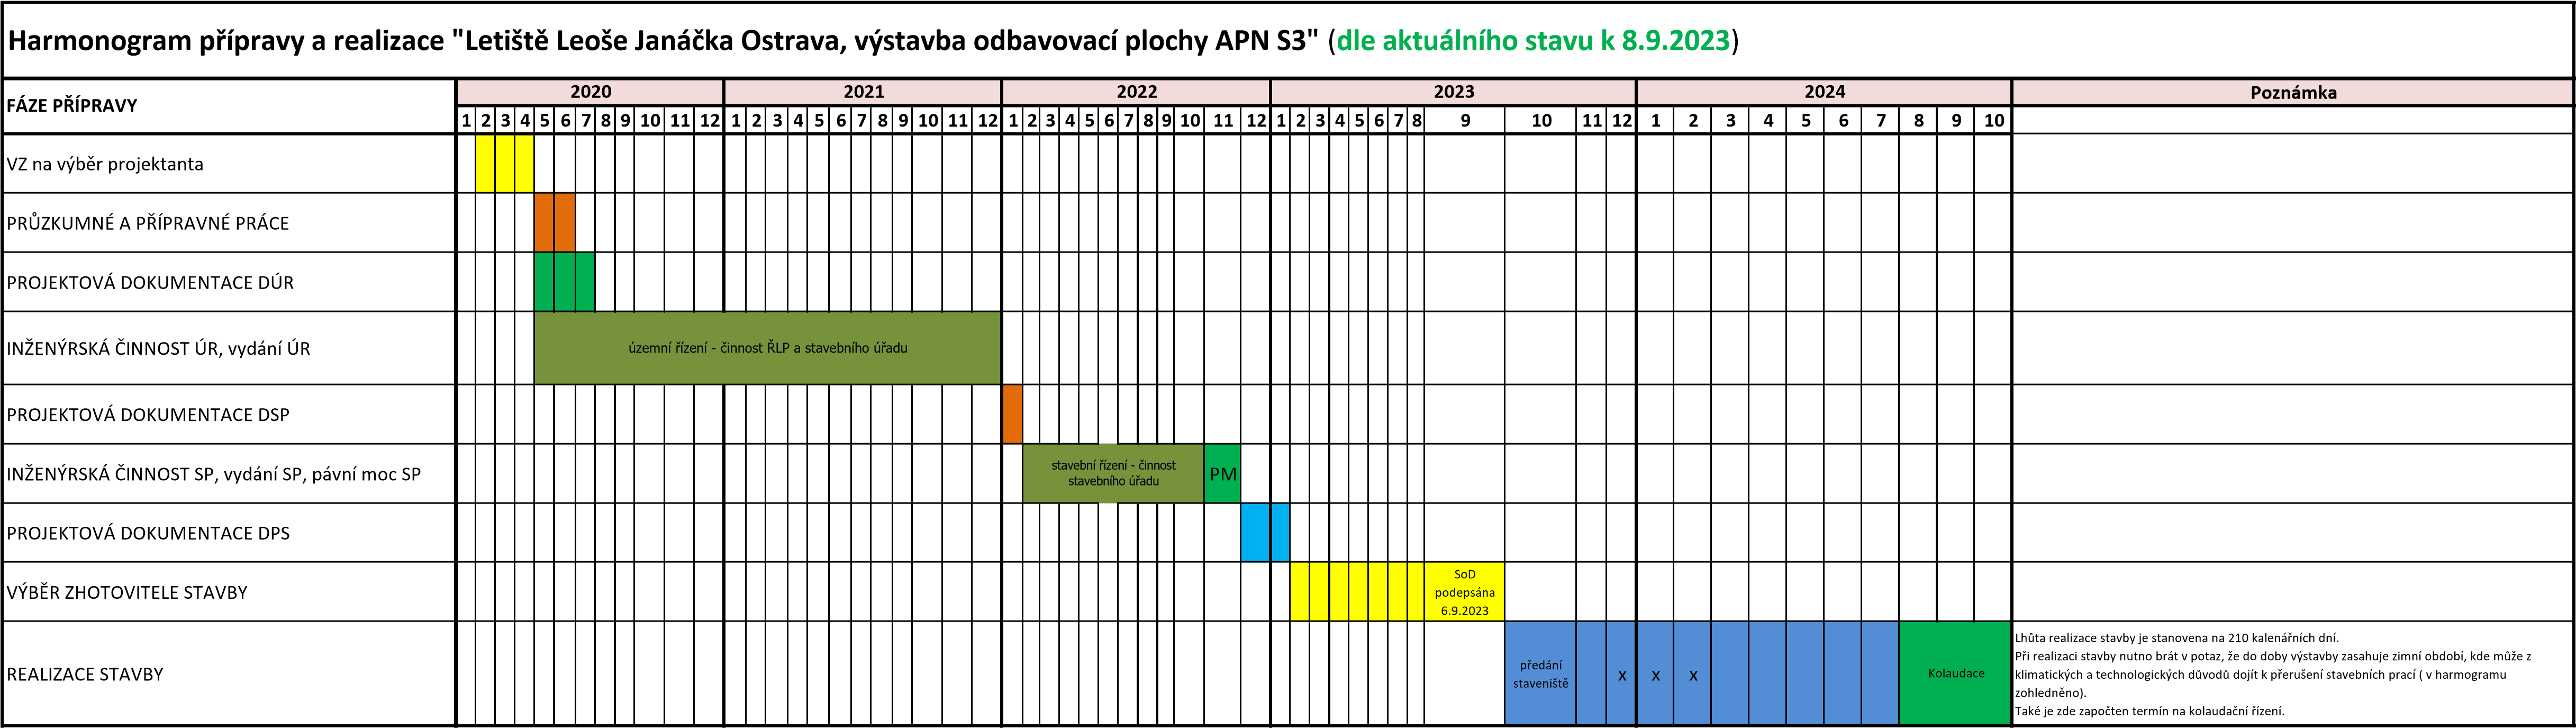 Harmonogram přípravy a realizace "Letiště Leoše Janáčka Ostrava, výstavba odbavovací plochy APN S3" (dle aktuálního stavu k 8.9.2023)
FÁZE PŘÍPRAVY
2020 2021 2022 2023 2024 Poznámka
1 2 3 4 5 6 7 8 9 10 11 12 1 2 3 4 5 6 7 8 9 10 11 12 1 2 3 4 5 6 7 8 9 10 11 12 1 2 3 4 5 6 7 8 9 10 11 12 1 2 3 4 5 6 7 8 9 10
VZ na výběr projektanta
PRŮZKUMNÉ A PŘÍPRAVNÉ PRÁCE
PROJEKTOVÁ DOKUMENTACE DÚR
INŽENÝRSKÁ ČINNOST ÚR, vydání ÚR
územní řízení - činnost ŘLP a stavebního úřadu
PROJEKTOVÁ DOKUMENTACE DSP
INŽENÝRSKÁ ČINNOST SP, vydání SP, pávní moc SP
stavební řízení - činnost
stavebního úřadu
PM
PROJEKTOVÁ DOKUMENTACE DPS
VÝBĚR ZHOTOVITELE STAVBY
SoD
podepsána
6.9.2023
REALIZACE STAVBY
předání
staveniště
x x x
Kolaudace
Lhůta realizace stavby je stanovena na 210 kalenářních dní.
Při realizaci stavby nutno brát v potaz, že do doby výstavby zasahuje zimní období, kde může z
klimatických a technologických důvodů dojít k přerušení stavebních prací ( v harmogramu
zohledněno).
Také je zde započten termín na kolaudační řízení.